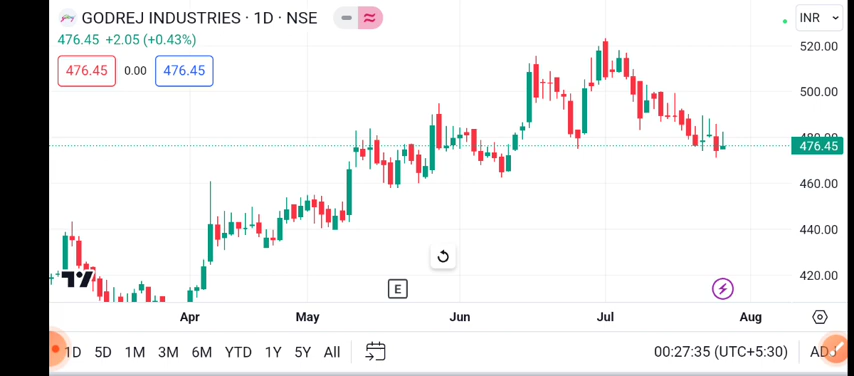 GODREJ INDUSTRIES · 1D · NSE
INR
476.45 +2.05 (+0.43%)
476.45 0.00 476.45
520.00
500.00
480.00
476.45
460.00
440.00
420.00
E
Apr May Jun Jul Aug
1D 5D 1M 3M 6M YTD 1Y 5Y All 00:27:35 (UTC+5:30)